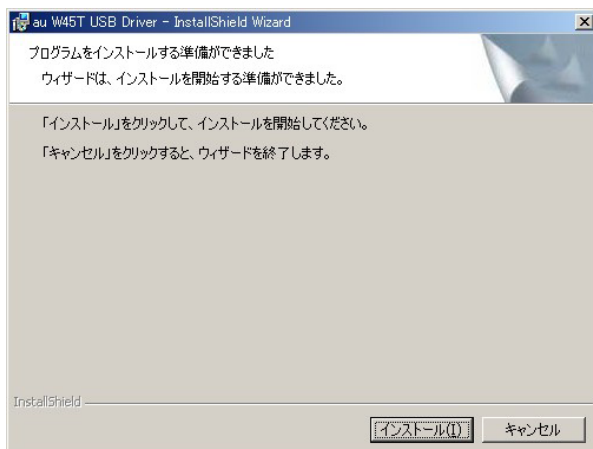 au W45T USB Driver - InstallShield Wizard
プログラムをインストールする準備ができました
ウィザードは、インストールを開始する準備ができました。
「インストール」をクリックして、インストールを開始してください。
「キャンセル」をクリックすると、ウィザードを終了します。
InstallShield
インストール(I)
キャンセル